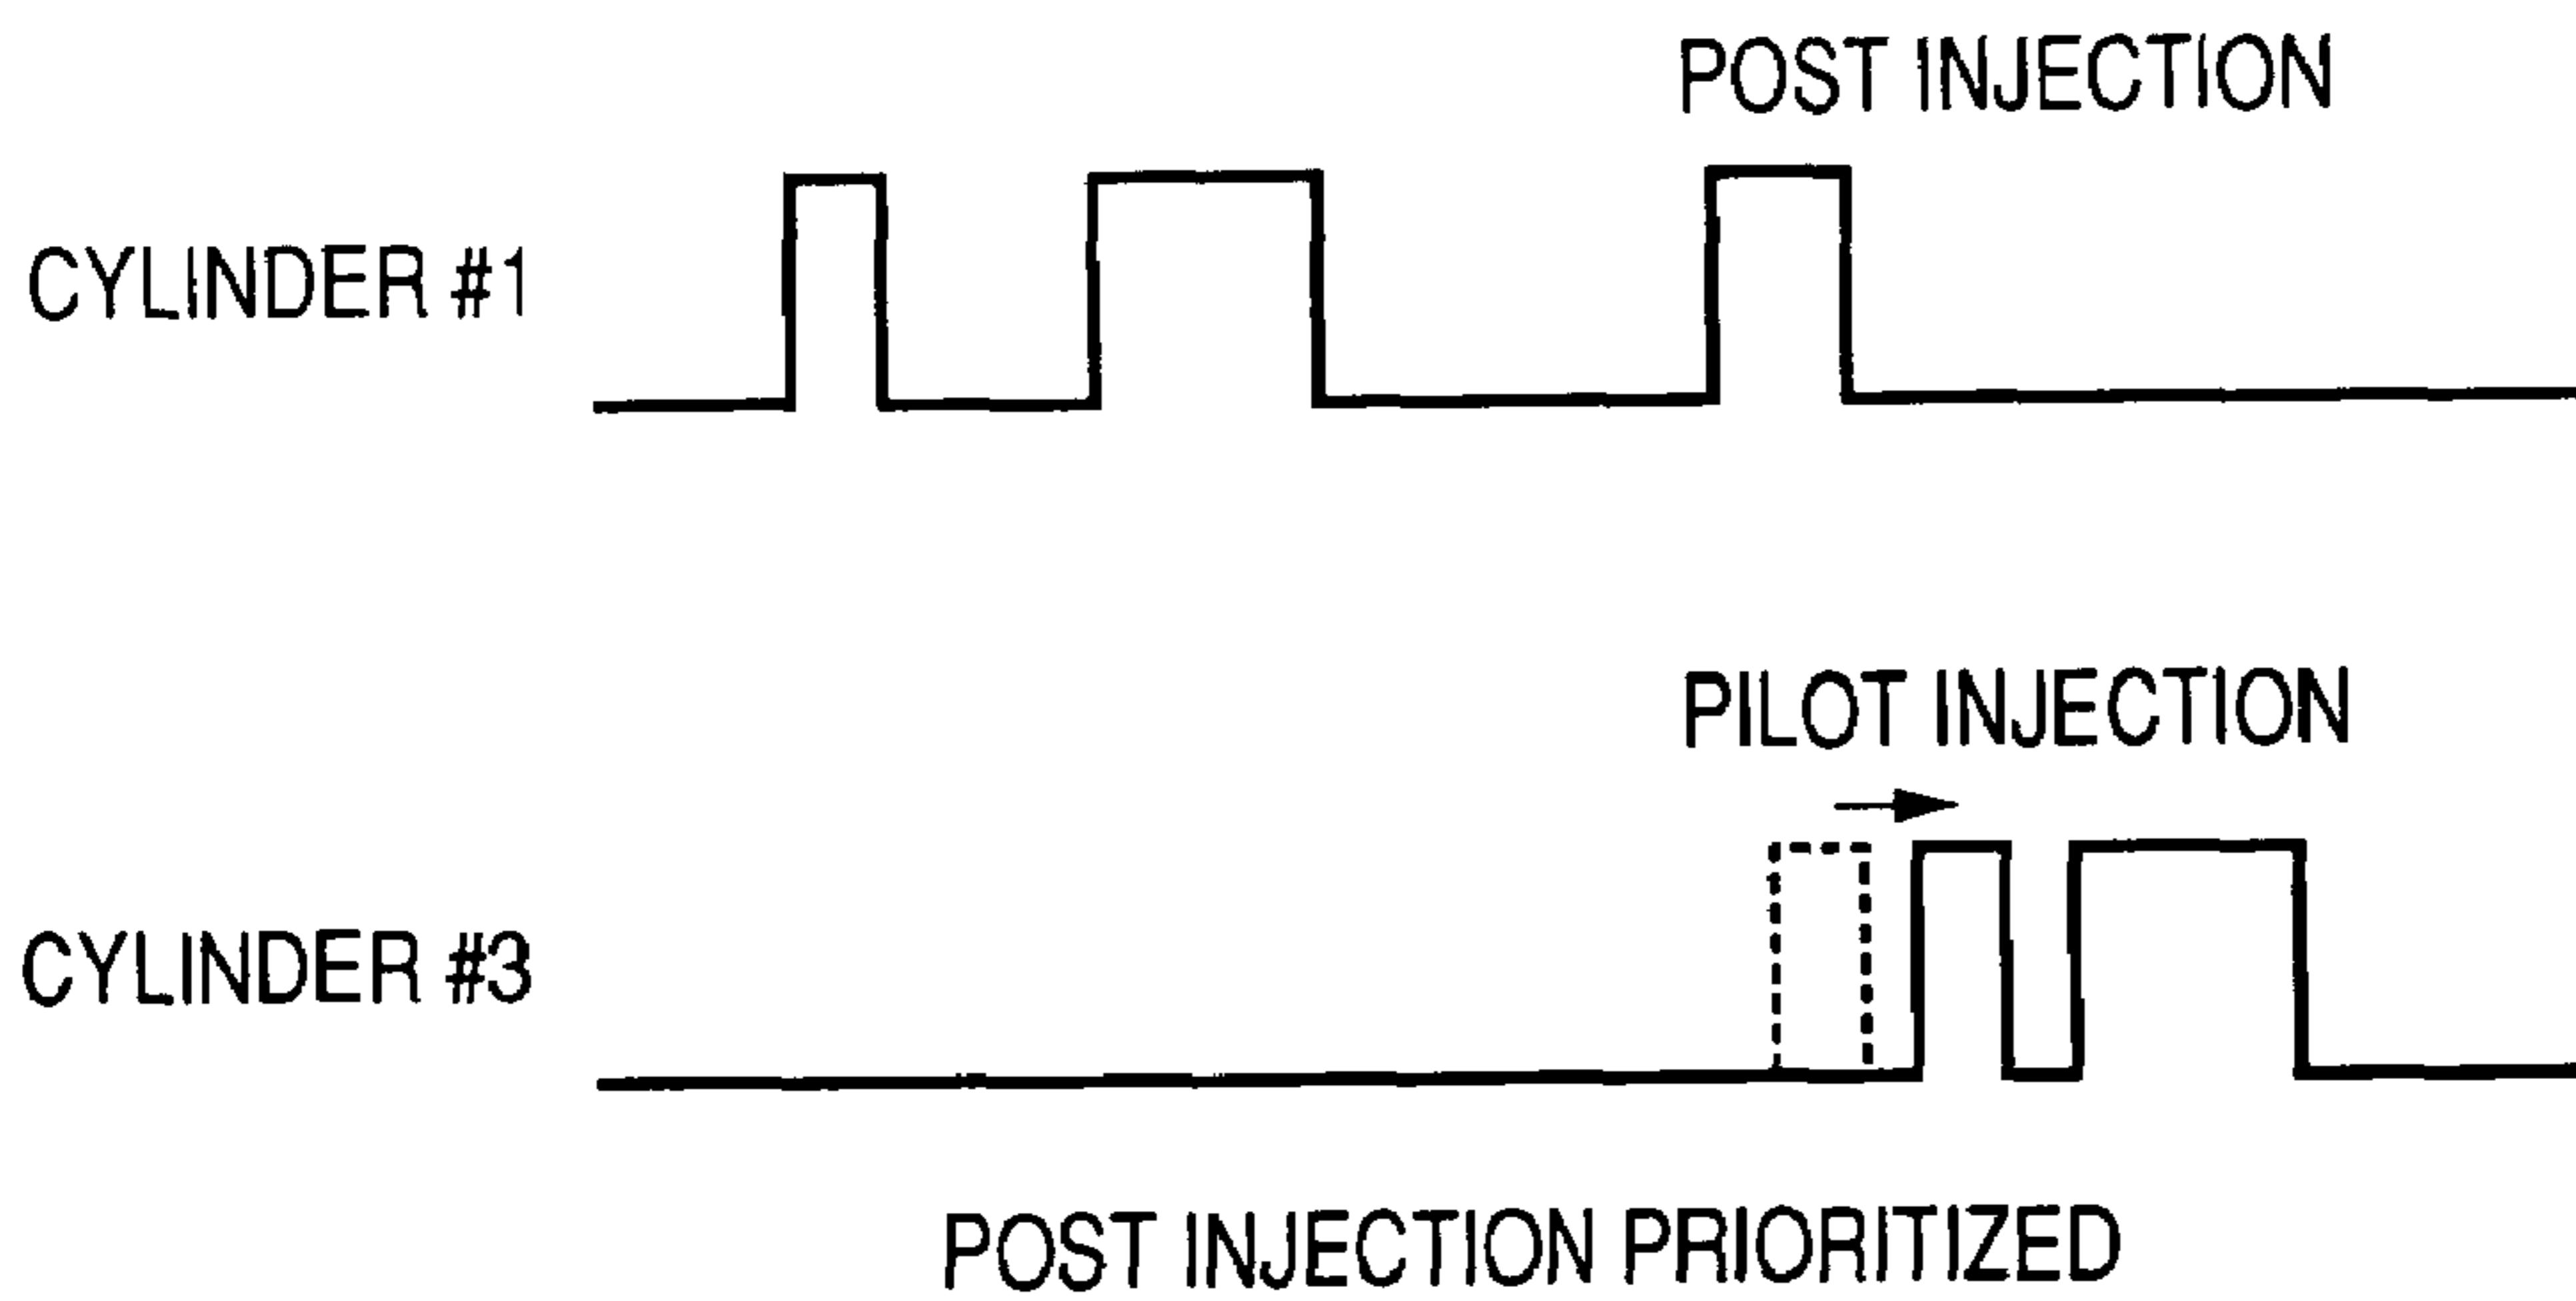 POST INJECTION
CYLINDER #1
PILOT INJECTION
CYLINDER #3
POST INJECTION PRIORITIZED